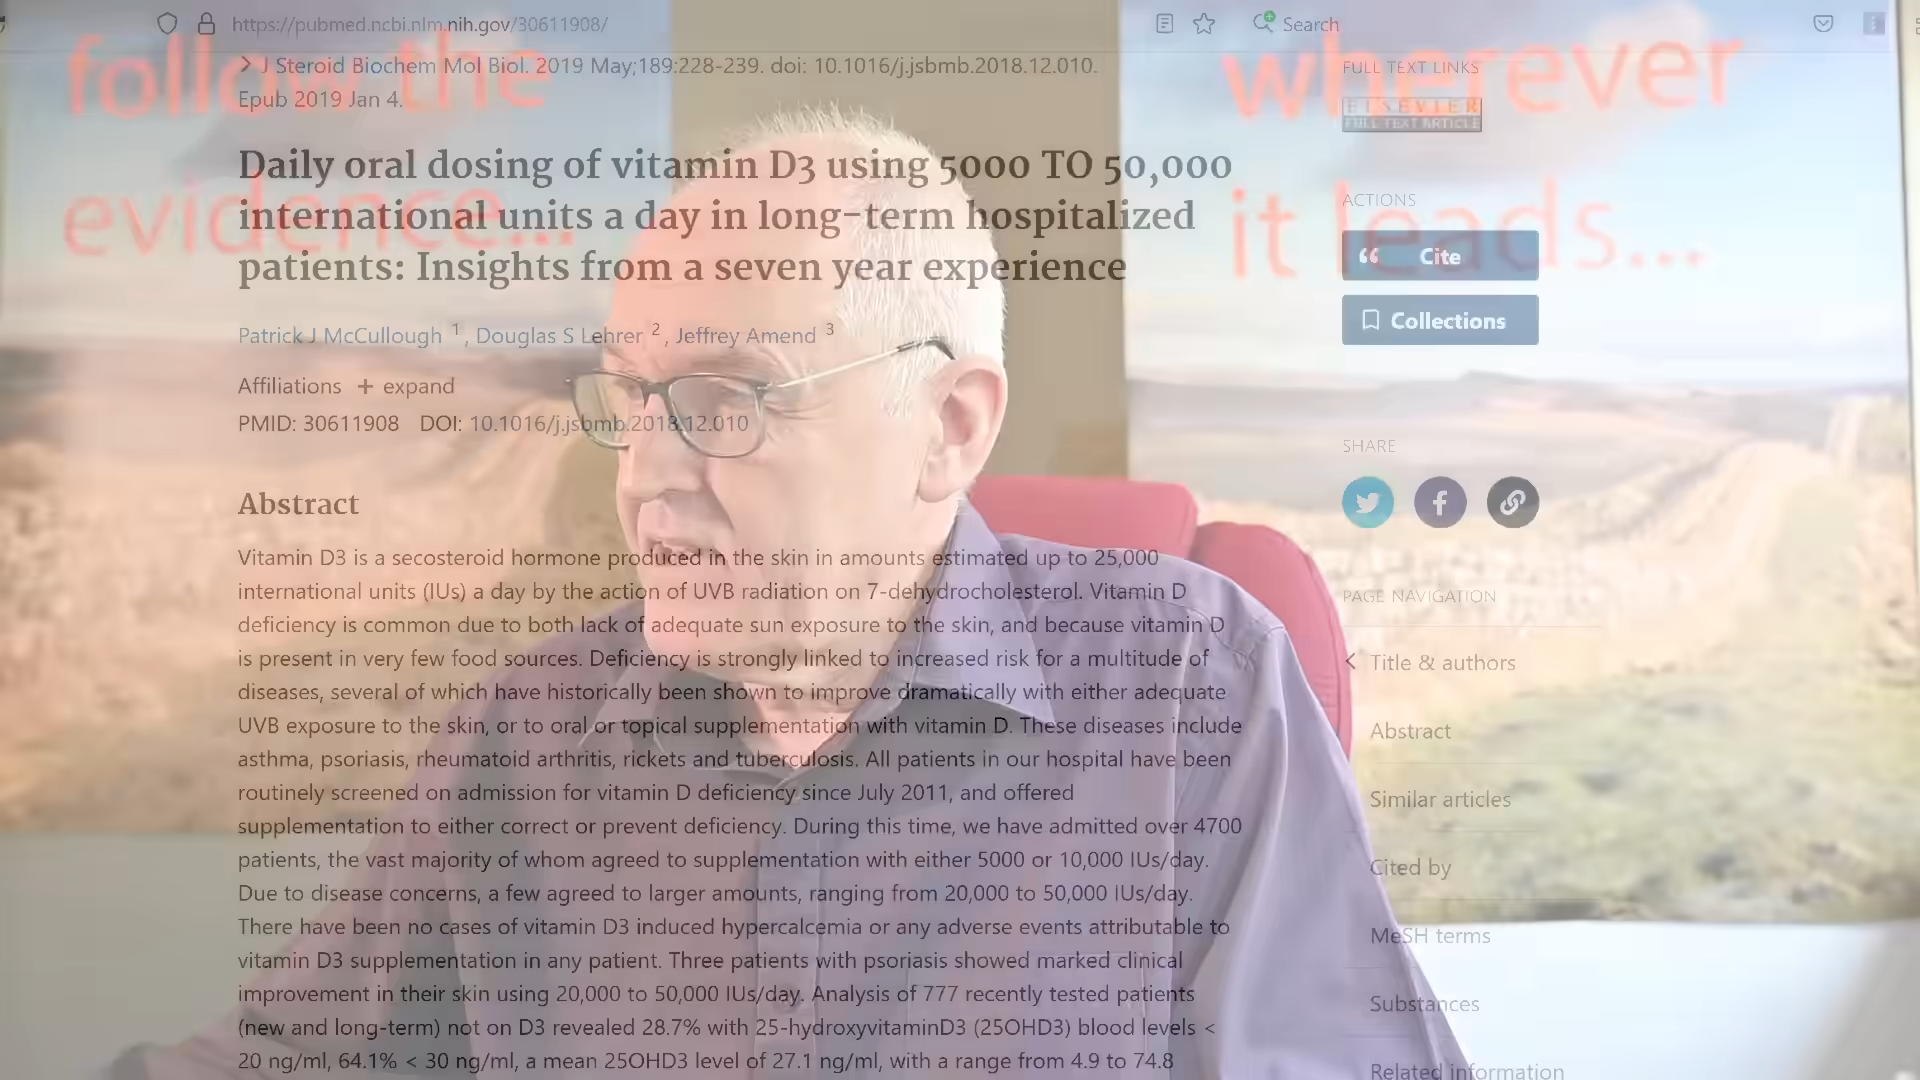 https://pubmed.ncbi.nlm.nih.gov/30611908/
Search
follow the
evidence...
wherever
it leads...
J Steroid Biochem Mol Biol. 2019 May;189:228-239. doi: 10.1016/j.jsbmb.2018.12.010.
Epub 2019 Jan 4.
Daily oral dosing of vitamin D3 using 5000 TO 50,000
international units a day in long-term hospitalized
patients: Insights from a seven year experience
Patrick J McCullough 1, Douglas S Lehrer 2, Jeffrey Amend 3
Affiliations + expand
PMID: 30611908 DOI: 10.1016/j.jsbmb.2018.12.010
Abstract
Vitamin D3 is a secosteroid hormone produced in the skin in amounts estimated up to 25,000
international units (IUs) a day by the action of UVB radiation on 7-dehydrocholesterol. Vitamin D
deficiency is common due to both lack of adequate sun exposure to the skin, and because vitamin D
is present in very few food sources. Deficiency is strongly linked to increased risk for a multitude of
diseases, several of which have historically been shown to improve dramatically with either adequate
UVB exposure to the skin, or to oral or topical supplementation with vitamin D. These diseases include
asthma, psoriasis, rheumatoid arthritis, rickets and tuberculosis. All patients in our hospital have been
routinely screened on admission for vitamin D deficiency since July 2011, and offered
supplementation to either correct or prevent deficiency. During this time, we have admitted over 4700
patients, the vast majority of whom agreed to supplementation with either 5000 or 10,000 IUs/day.
Due to disease concerns, a few agreed to larger amounts, ranging from 20,000 to 50,000 IUs/day.
There have been no cases of vitamin D3 induced hypercalcemia or any adverse events attributable to
vitamin D3 supplementation in any patient. Three patients with psoriasis showed marked clinical
improvement in their skin using 20,000 to 50,000 IUs/day. Analysis of 777 recently tested patients
(new and long-term) not on D3 revealed 28.7% with 25-hydroxyvitaminD3 (25OHD3) blood levels <
20 ng/ml, 64.1% < 30 ng/ml, a mean 25OHD3 level of 27.1 ng/ml, with a range from 4.9 to 74.8
FULL TEXT LINKS
ELSEVIER
FULL TEXT ARTICLE
ACTIONS
Cite
Collections
SHARE
PAGE NAVIGATION
Title & authors
Abstract
Similar articles
Cited by
MeSH terms
Substances
Related information